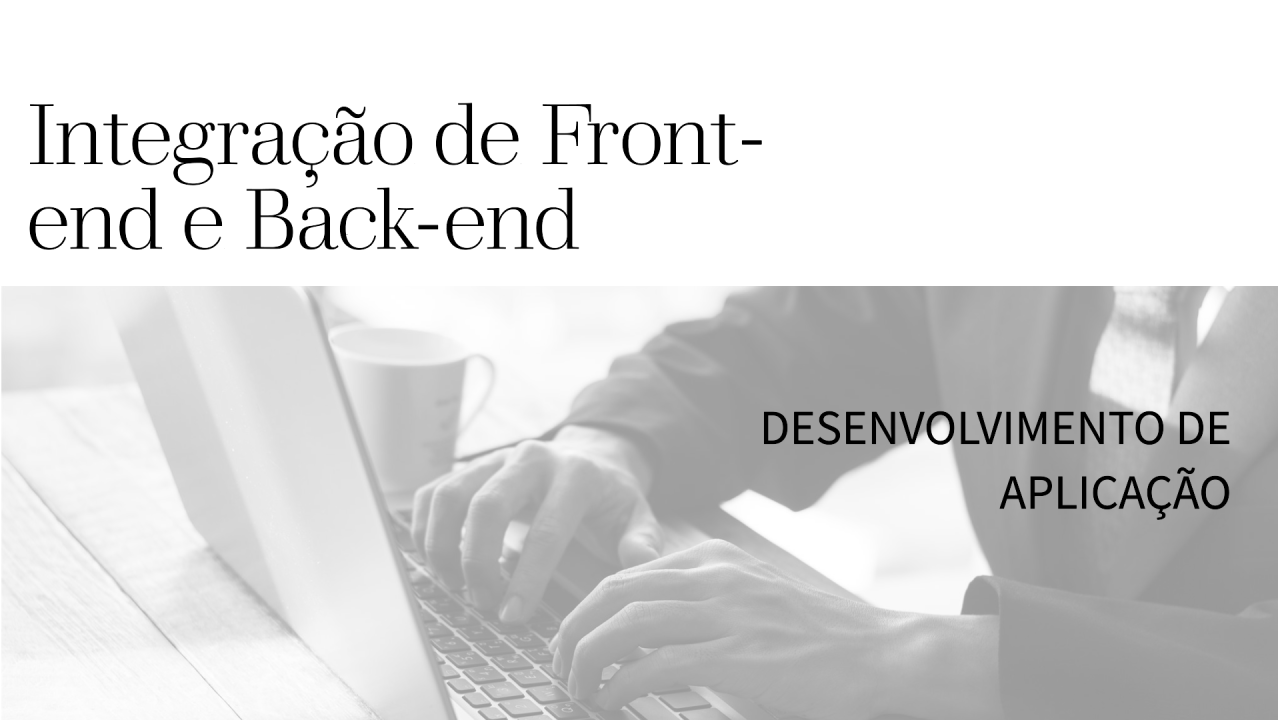 Integração de Front-
end e Back-end
DESENVOLVIMENTO DE
APLICAÇÃO